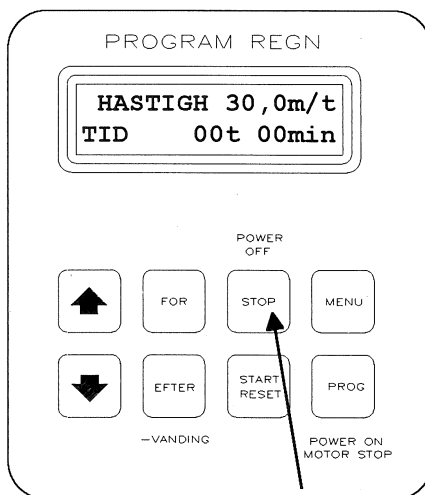 PROGRAM REGN
HASTIGH 30,0m/t
TID 00t 00min
POWER
OFF
FOR
STOP
MENU
EFTER
START
RESET
PROG
-VANDING
POWER ON
MOTOR STOP